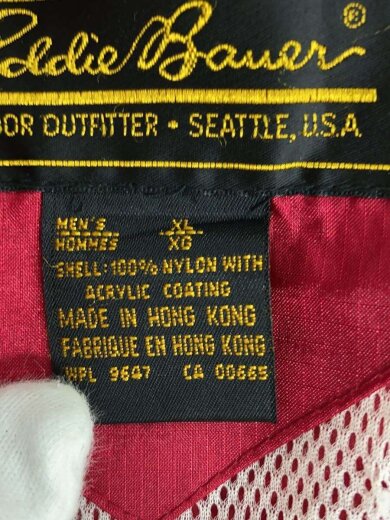 Eddie Bauer ®
DOOR OUTFITTER • SEATTLE, U.S.A.
MEN'S XL
HOMMES XG
SHELL: 100% NYLON WITH
ACRYLIC COATING
MADE IN HONG KONG
FABRIQUE EN HONG KONG
WPL 9647 CA 00665